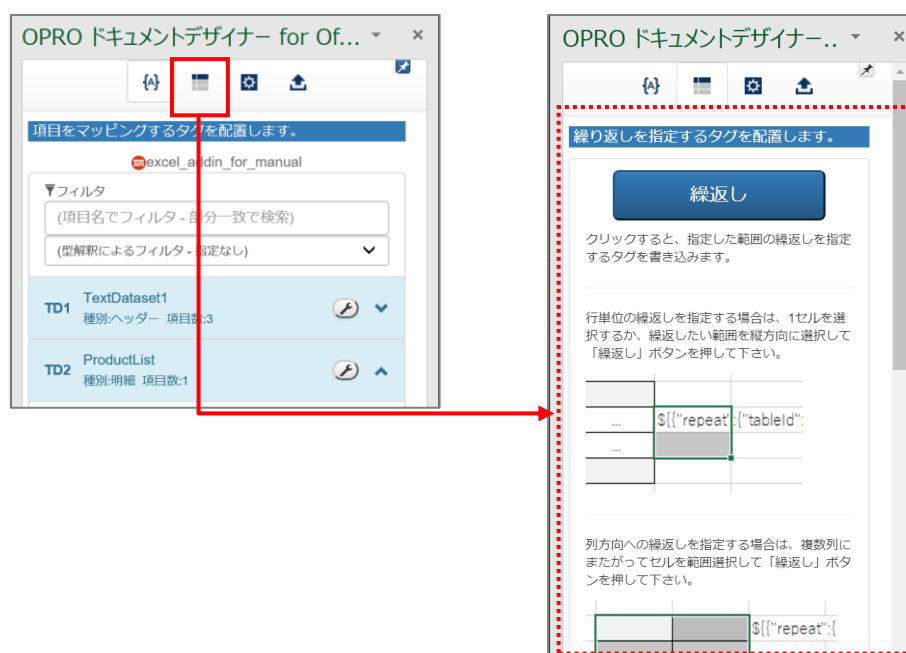 OPRO ドキュメントデザイナー for Of...
{A}
項目をマッピングするタグを配置します。
excel_addin_for_manual
フィルタ
(項目名でフィルタ - 部分一致で検索)
(型解釈によるフィルタ - 指定なし)
TD1 TextDataset1
種別:ヘッダー 項目数:3
TD2 ProductList
種別:明細 項目数:1
OPRO ドキュメントデザイナー..
{A}
繰り返しを指定するタグを配置します。
繰返し
クリックすると、指定した範囲の繰返しを指定
するタグを書き込みます。
行単位の繰返しを指定する場合は、1セルを選
択するか、繰返したい範囲を縦方向に選択して
「繰返し」ボタンを押して下さい。
... ${{"repeat":{"tableId":
...
列方向への繰返しを指定する場合は、複数列に
またがってセルを範囲選択して「繰返し」ボタ
ンを押して下さい。
${{"repeat":{